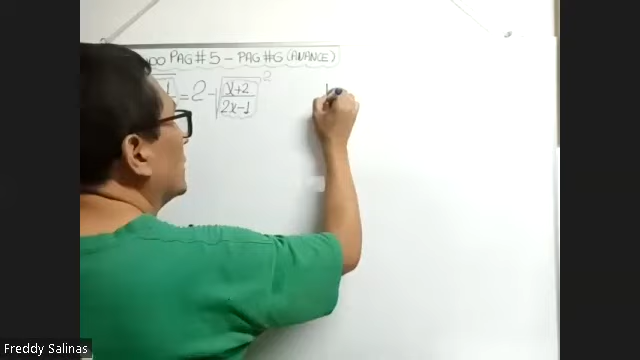 PAG # 5 - PAG # 6 (AVANCE)
= 2 - √(x+2 / 2x-1) ²
Freddy Salinas